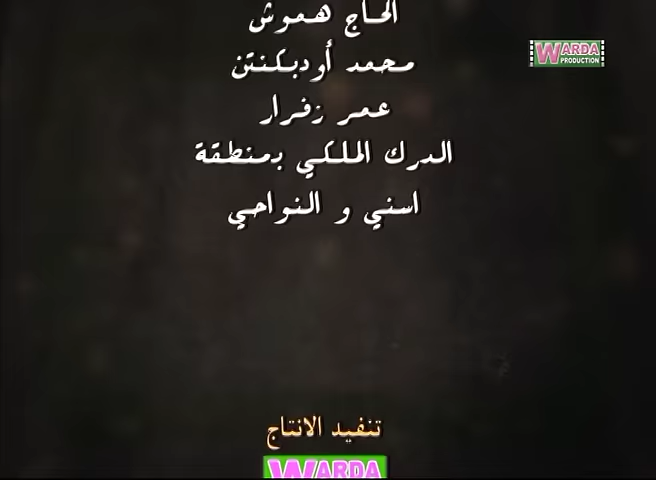 الحاج هموش
WARDA
PRODUCTION
محمد أودبكنتن
عمر زفرار
الدرك الملكي بمنطقة
اسني و النواحي
تنفيد الانتاج
WARDA